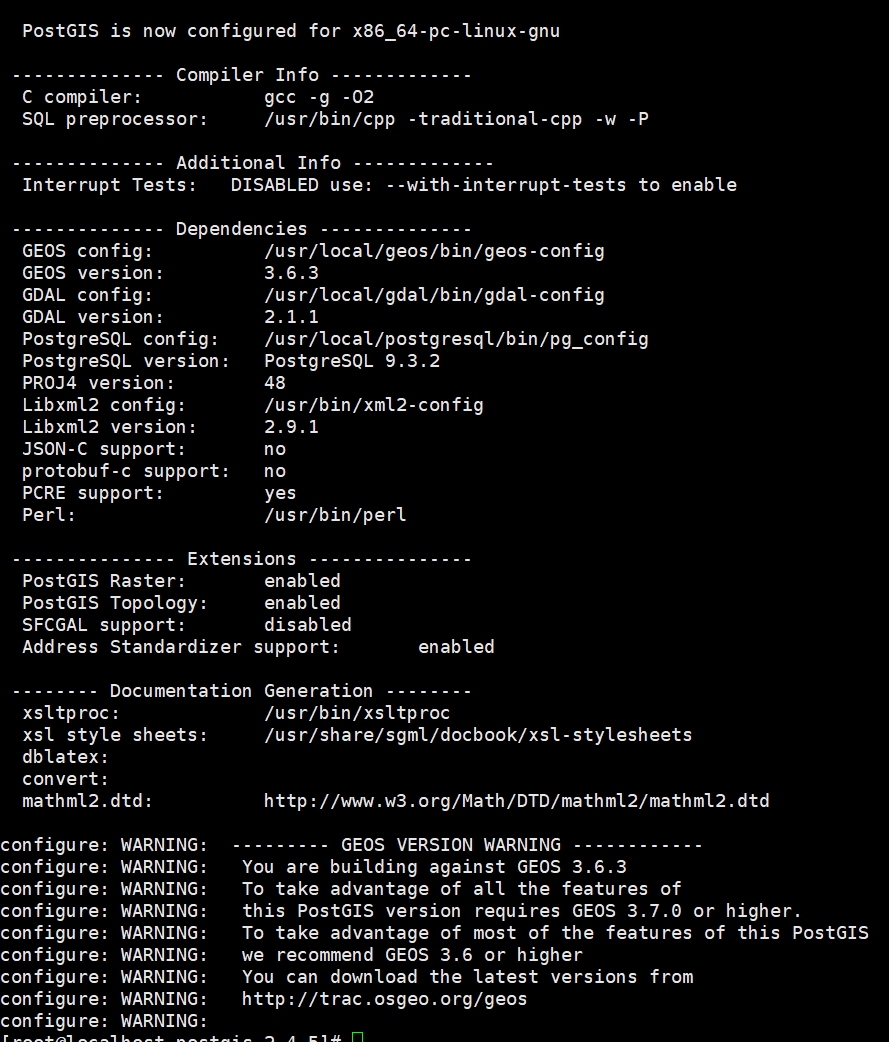 PostGIS is now configured for x86_64-pc-linux-gnu
-------------- Compiler Info -------------
C compiler: gcc -g -O2
SQL preprocessor: /usr/bin/cpp -traditional-cpp -w -P
-------------- Additional Info -------------
Interrupt Tests: DISABLED use: --with-interrupt-tests to enable
-------------- Dependencies --------------
GEOS config: /usr/local/geos/bin/geos-config
GEOS version: 3.6.3
GDAL config: /usr/local/gdal/bin/gdal-config
GDAL version: 2.1.1
PostgreSQL config: /usr/local/postgresql/bin/pg_config
PostgreSQL version: PostgreSQL 9.3.2
PROJ4 version: 48
Libxml2 config: /usr/bin/xml2-config
Libxml2 version: 2.9.1
JSON-C support: no
protobuf-c support: no
PCRE support: yes
Perl: /usr/bin/perl
--------------- Extensions ---------------
PostGIS Raster: enabled
PostGIS Topology: enabled
SFCGAL support: disabled
Address Standardizer support: enabled
-------- Documentation Generation --------
xsltproc: /usr/bin/xsltproc
xsl style sheets: /usr/share/sgml/docbook/xsl-stylesheets
dblatex:
convert:
mathml2.dtd: http://www.w3.org/Math/DTD/mathml2/mathml2.dtd
configure: WARNING: --------- GEOS VERSION WARNING ------------
configure: WARNING: You are building against GEOS 3.6.3
configure: WARNING: To take advantage of all the features of
configure: WARNING: this PostGIS version requires GEOS 3.7.0 or higher.
configure: WARNING: To take advantage of most of the features of this PostGIS
configure: WARNING: we recommend GEOS 3.6 or higher
configure: WARNING: You can download the latest versions from
configure: WARNING: http://trac.osgeo.org/geos
configure: WARNING:
[root@localhost postgis-2.4.5]#